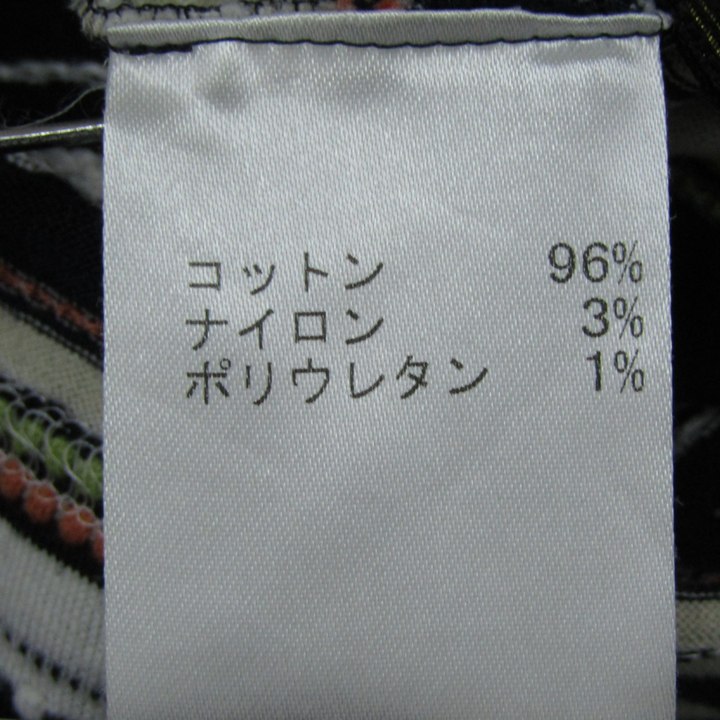 コットン 96%
ナイロン 3%
ポリウレタン 1%